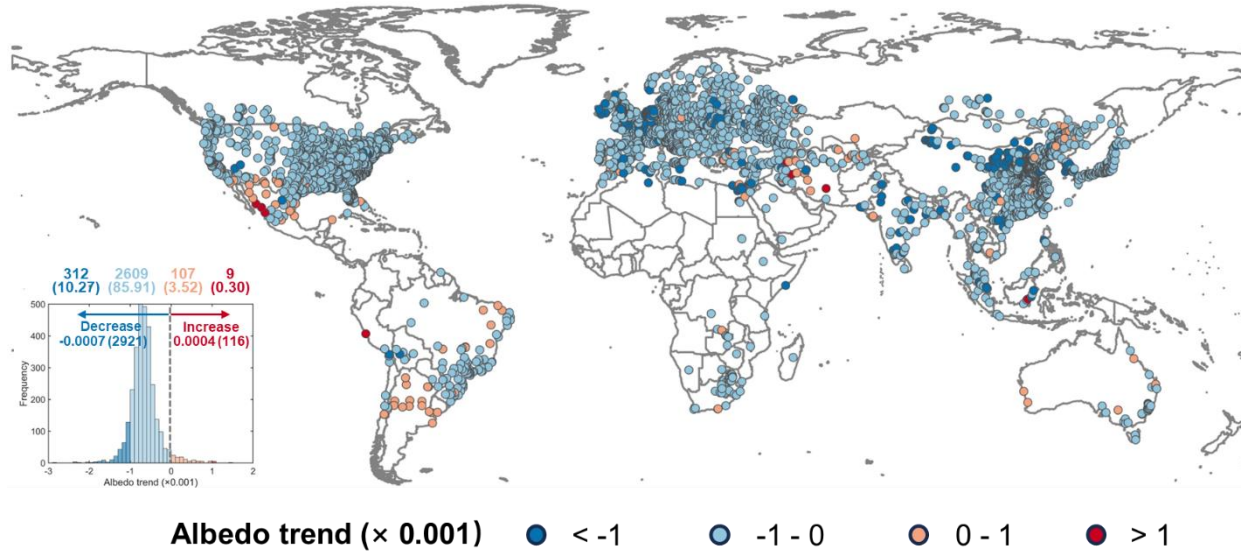 312 2609 107 9
(10.27) (85.91) (3.52) (0.30)
500
Decrease Increase
-0.0007 (2921) 0.0004 (116)
400
300
200
100
0
Frequency
-3 -2 -1 0 1 2
Albedo trend (×0.001)
Albedo trend (× 0.001) < -1 -1 - 0 0 - 1 > 1